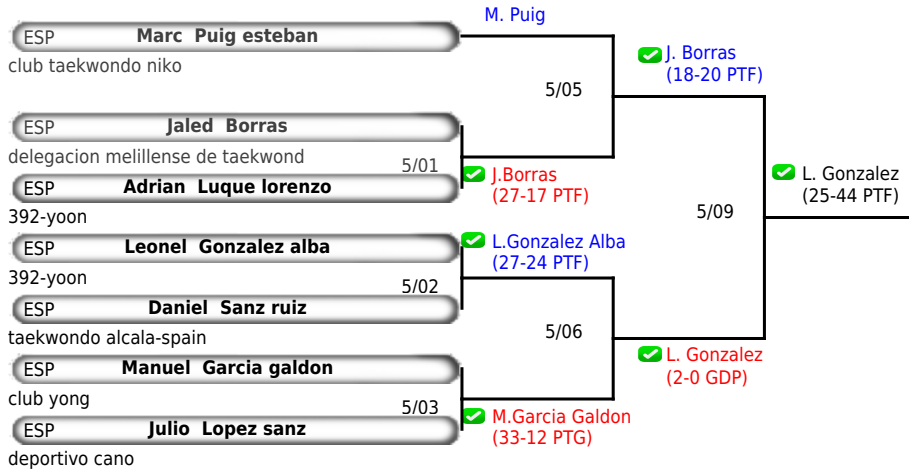 M. Puig
ESP Marc Puig esteban
club taekwondo niko
J. Borras
(18-20 PTF)
5/05
ESP Jaled Borras
delegacion melillense de taekwond
5/01
J.Borras
(27-17 PTF)
ESP Adrian Luque lorenzo
392-yoon
L. Gonzalez
(25-44 PTF)
5/09
ESP Leonel Gonzalez alba
392-yoon
L.Gonzalez Alba
(27-24 PTF)
5/02
ESP Daniel Sanz ruiz
taekwondo alcala-spain
5/06
L. Gonzalez
(2-0 GDP)
ESP Manuel Garcia galdon
club yong
5/03
M.Garcia Galdon
(33-12 PTG)
ESP Julio Lopez sanz
deportivo cano